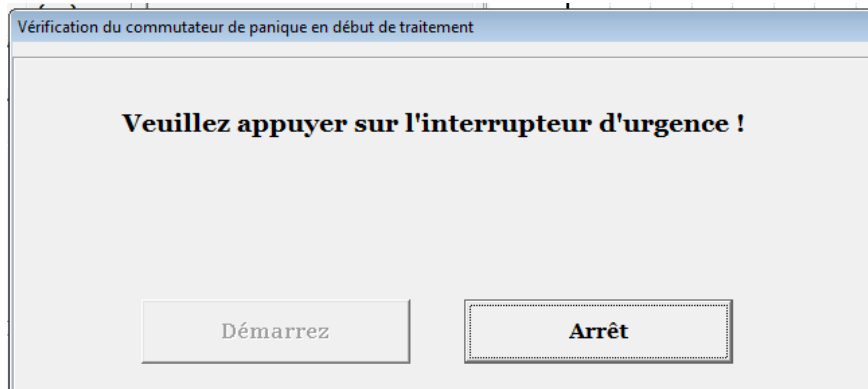 Vérification du commutateur de panique en début de traitement
Veuillez appuyer sur l'interrupteur d'urgence !
Démarrez
Arrêt